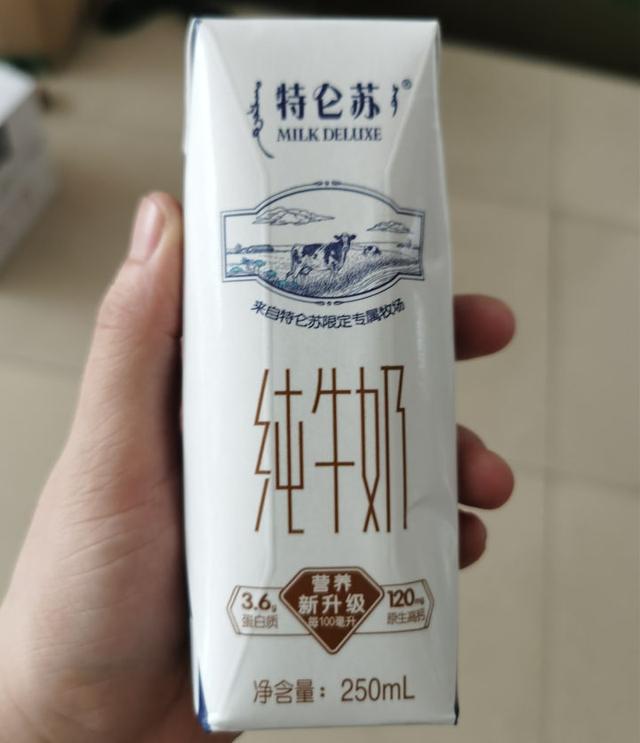 特仑苏®
MILK DELUXE
来自特仑苏限定专属牧场
纯牛奶
营养
新升级
每100毫升
3.6g
蛋白质
120mg
原生高钙
净含量：250mL